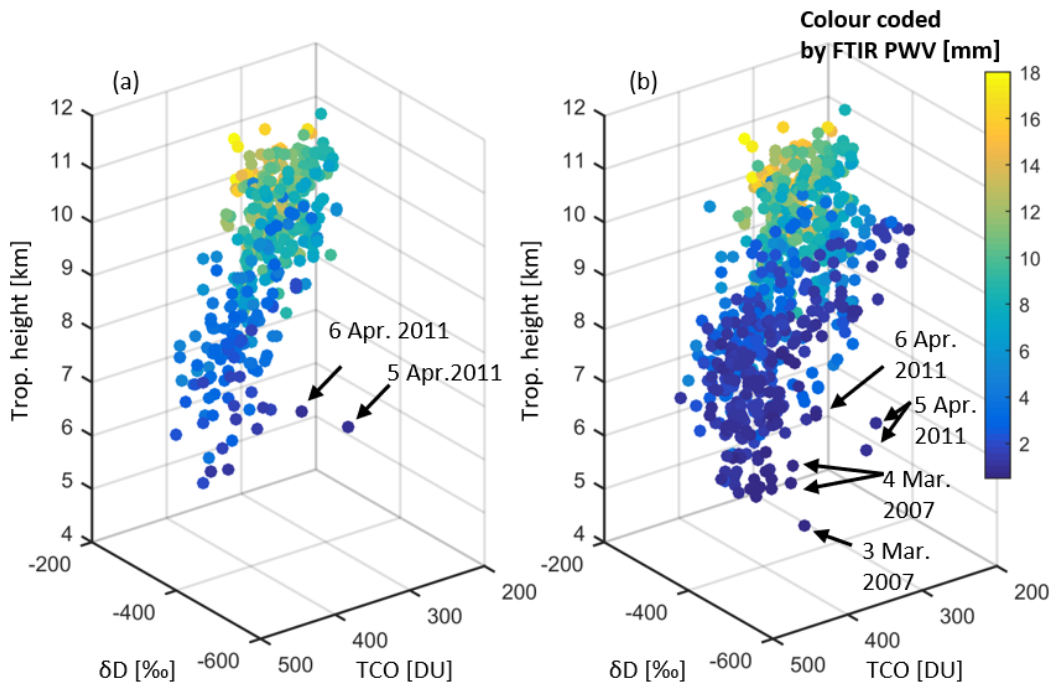 Colour coded
by FTIR PWV [mm]
(a)
12
11
10
9
8
7
6
5
4
Trop. height [km]
6 Apr. 2011
5 Apr.2011
-200
-400
-600
δD [‰]
500
400
300
200
TCO [DU]
(b)
12
11
10
9
8
7
6
5
4
Trop. height [km]
6 Apr.
2011
5 Apr.
2011
4 Mar.
2007
3 Mar.
2007
-200
-400
-600
δD [‰]
500
400
300
200
TCO [DU]
18
16
14
12
10
8
6
4
2